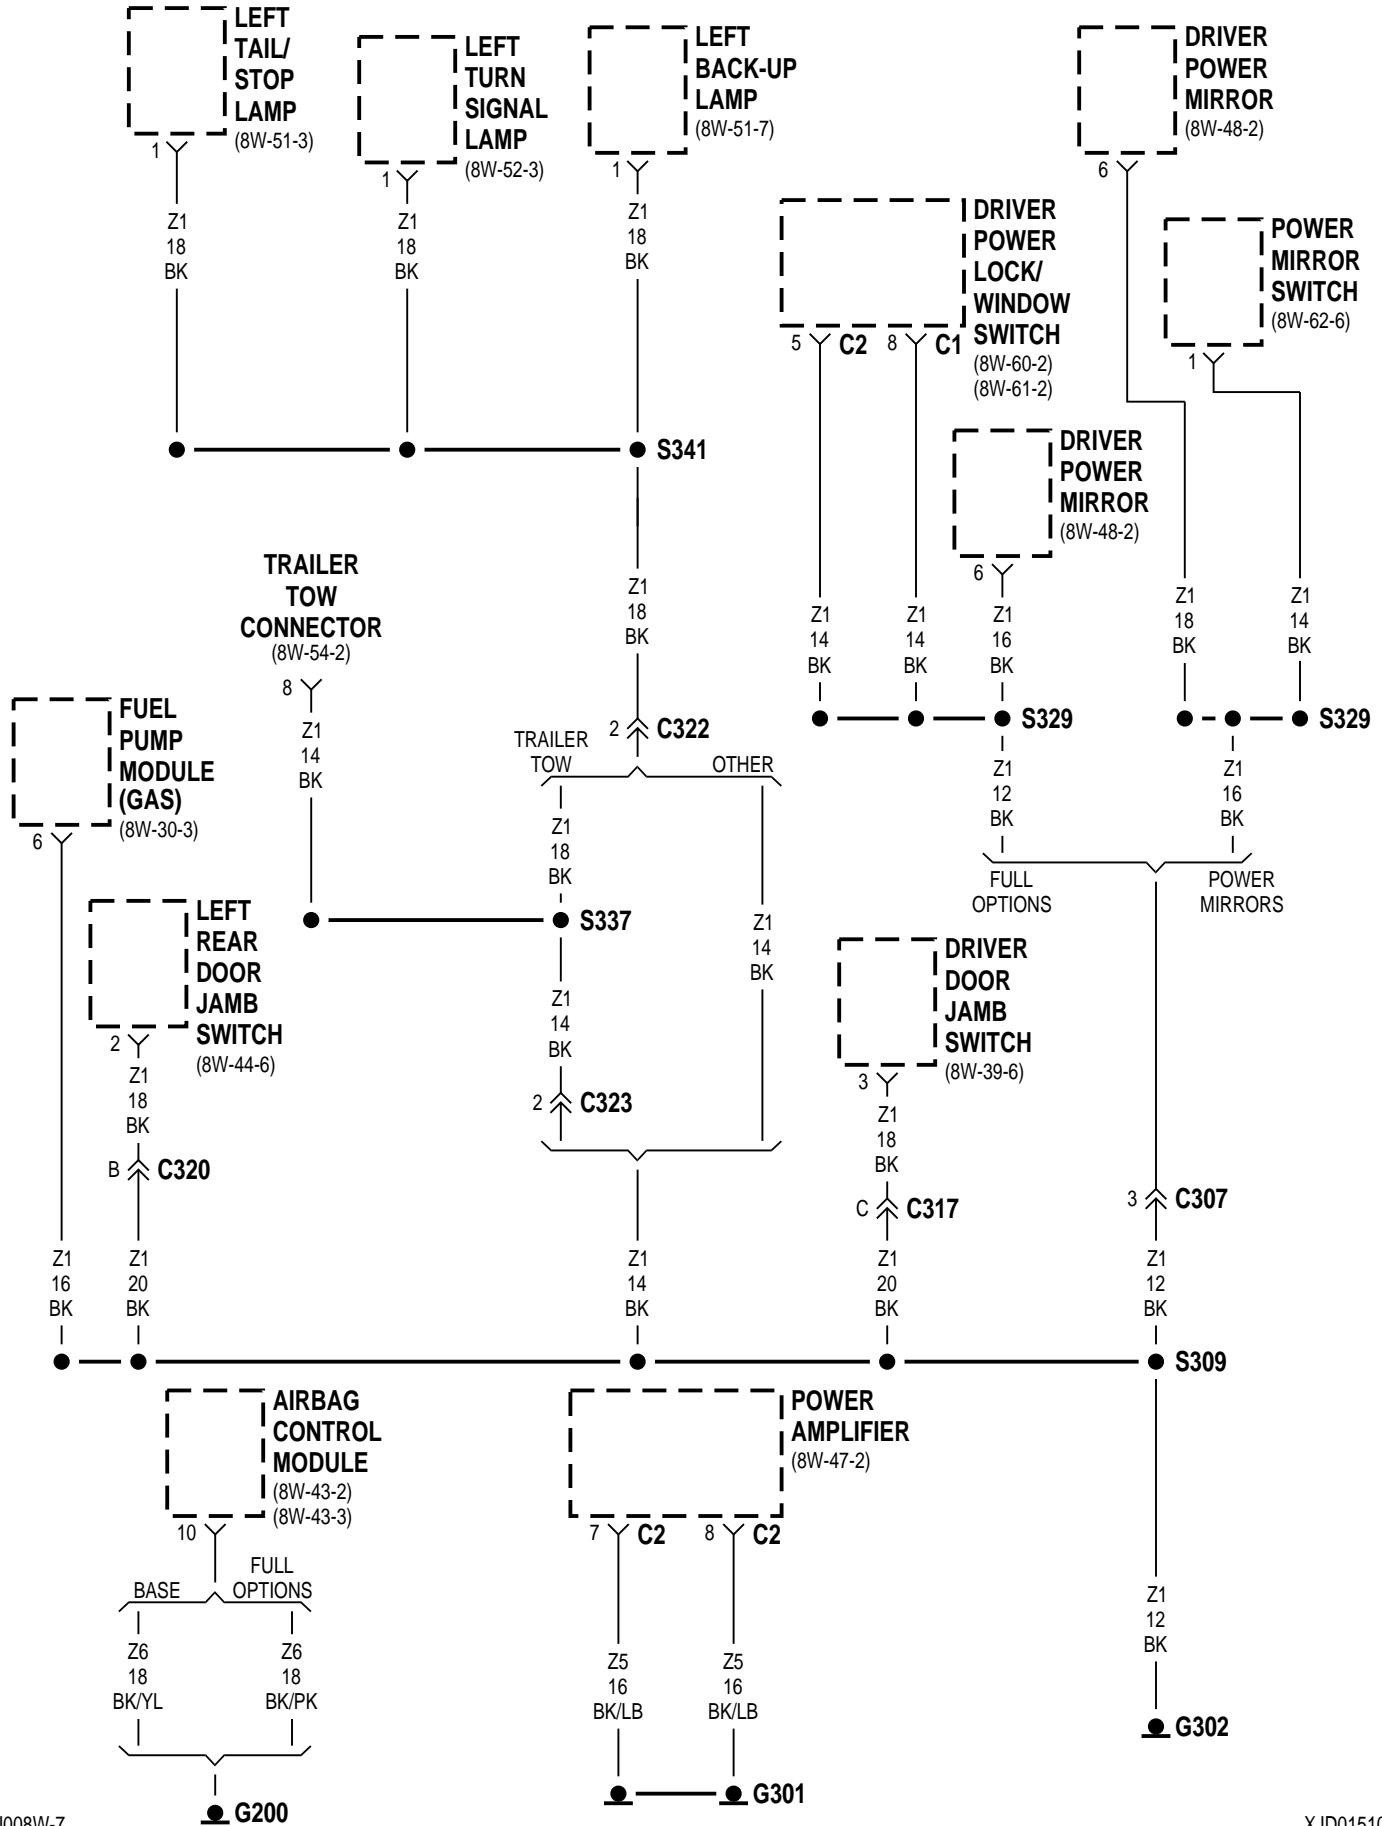 LEFT
TAIL/
STOP
LAMP
(8W-51-3)
1
Z1
18
BK
LEFT
TURN
SIGNAL
LAMP
(8W-52-3)
1
Z1
18
BK
LEFT
BACK-UP
LAMP
(8W-51-7)
1
Z1
18
BK
S341
DRIVER
POWER
MIRROR
(8W-48-2)
6
DRIVER
POWER
LOCK/
WINDOW
SWITCH
(8W-60-2)
(8W-61-2)
5 C2
8 C1
POWER
MIRROR
SWITCH
(8W-62-6)
1
DRIVER
POWER
MIRROR
(8W-48-2)
6
Z1
14
BK
Z1
14
BK
Z1
16
BK
S329
Z1
18
BK
Z1
14
BK
S329
Z1
12
BK
Z1
16
BK
FULL
OPTIONS
POWER
MIRRORS
TRAILER
TOW
CONNECTOR
(8W-54-2)
8
Z1
14
BK
Z1
18
BK
2 C322
TRAILER
TOW
OTHER
Z1
18
BK
S337
Z1
14
BK
2 C323
Z1
14
BK
FUEL
PUMP
MODULE
(GAS)
(8W-30-3)
6
LEFT
REAR
DOOR
JAMB
SWITCH
(8W-44-6)
2
Z1
18
BK
B C320
DRIVER
DOOR
JAMB
SWITCH
(8W-39-6)
3
Z1
18
BK
C C317
3 C307
Z1
16
BK
Z1
20
BK
Z1
14
BK
Z1
20
BK
Z1
12
BK
S309
AIRBAG
CONTROL
MODULE
(8W-43-2)
(8W-43-3)
10
BASE
FULL
OPTIONS
Z6
18
BK/YL
Z6
18
BK/PK
G200
POWER
AMPLIFIER
(8W-47-2)
7 C2
8 C2
Z5
16
BK/LB
Z5
16
BK/LB
G301
Z1
12
BK
G302
008W-7
XJD01510